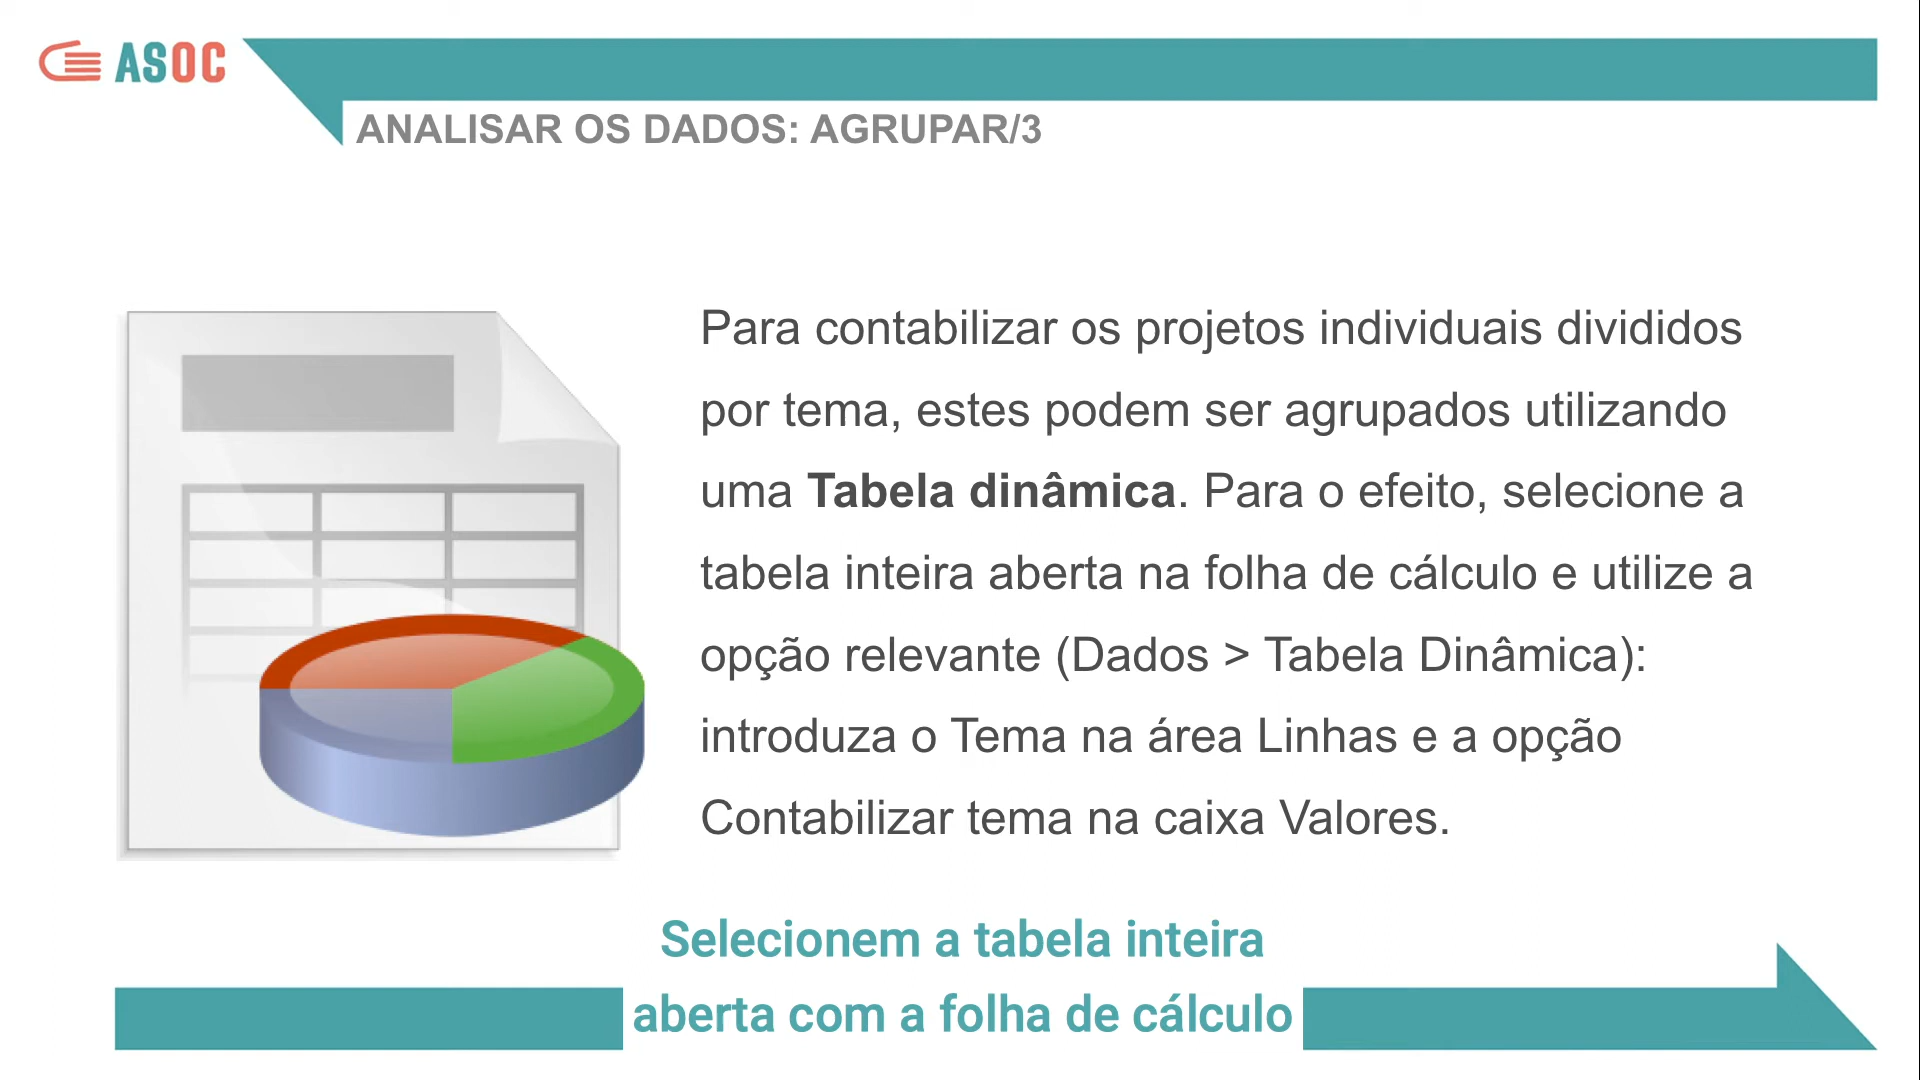 ASOC
ANALISAR OS DADOS: AGRUPAR/3
Para contabilizar os projetos individuais divididos
por tema, estes podem ser agrupados utilizando
uma Tabela dinâmica. Para o efeito, selecione a
tabela inteira aberta na folha de cálculo e utilize a
opção relevante (Dados > Tabela Dinâmica):
introduza o Tema na área Linhas e a opção
Contabilizar tema na caixa Valores.
Selecionem a tabela inteira
aberta com a folha de cálculo